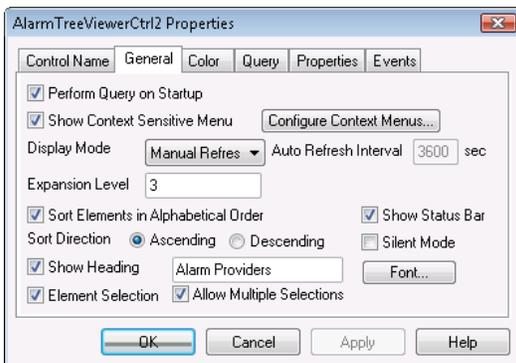 AlarmTreeViewerCtrl2 Properties
Control Name General Color Query Properties Events
Perform Query on Startup
Show Context Sensitive Menu Configure Context Menus...
Display Mode Manual Refres Auto Refresh Interval 3600 sec
Expansion Level 3
Sort Elements in Alphabetical Order Show Status Bar
Sort Direction Ascending Descending Silent Mode
Show Heading Alarm Providers Font...
Element Selection Allow Multiple Selections
OK Cancel Apply Help